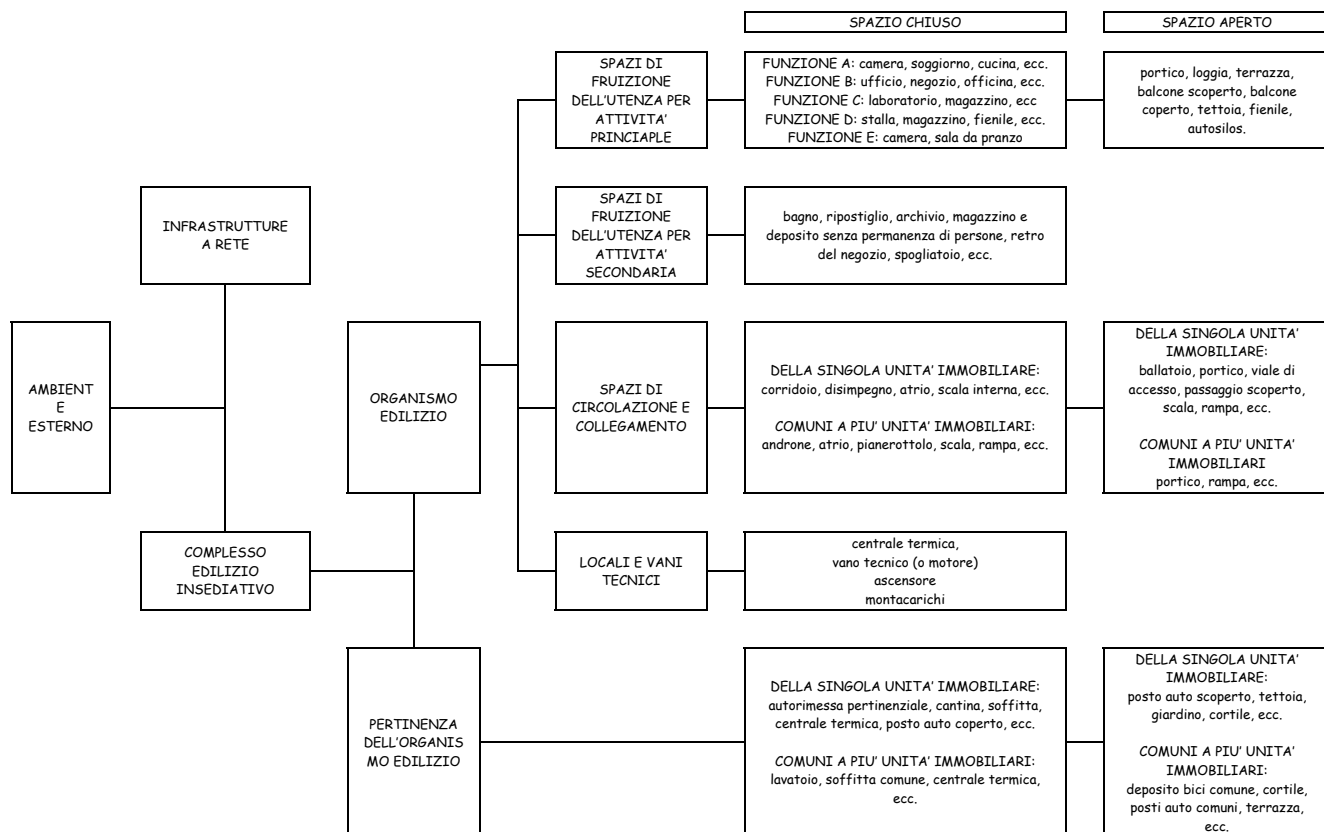 SPAZIO CHIUSO
SPAZIO APERTO
SPAZI DI
FRUIZIONE
DELL'UTENZA PER
ATTIVITA'
PRINCIAPLE
FUNZIONE A: camera, soggiorno, cucina, ecc.
FUNZIONE B: ufficio, negozio, officina, ecc.
FUNZIONE C: laboratorio, magazzino, ecc
FUNZIONE D: stalla, magazzino, fienile, ecc.
FUNZIONE E: camera, sala da pranzo
portico, loggia, terrazza,
balcone scoperto, balcone
coperto, tettoia, fienile,
autosilos.
INFRASTRUTTURE
A RETE
SPAZI DI
FRUIZIONE
DELL'UTENZA PER
ATTIVITA'
SECONDARIA
bagno, ripostiglio, archivio, magazzino e
deposito senza permanenza di persone, retro
del negozio, spogliatoio, ecc.
AMBIENT
E
ESTERNO
ORGANISMO
EDILIZIO
SPAZI DI
CIRCOLAZIONE E
COLLEGAMENTO
DELLA SINGOLA UNITA' IMMOBILIARE:
corridoio, disimpegno, atrio, scala interna, ecc.
COMUNI A PIU' UNITA' IMMOBILIARI:
androne, atrio, pianerottolo, scala, rampa, ecc.
DELLA SINGOLA UNITA'
IMMOBILIARE:
ballatoio, portico, viale di
accesso, passaggio scoperto,
scala, rampa, ecc.
COMUNI A PIU' UNITA'
IMMOBILIARI
portico, rampa, ecc.
COMPLESSO
EDILIZIO
INSEDIATIVO
LOCALI E VANI
TECNICI
centrale termica,
vano tecnico (o motore)
ascensore
montacarichi
PERTINENZA
DELL'ORGANIS
MO EDILIZIO
DELLA SINGOLA UNITA' IMMOBILIARE:
autorimessa pertinenziale, cantina, soffitta,
centrale termica, posto auto coperto, ecc.
COMUNI A PIU' UNITA' IMMOBILIARI:
lavatoio, soffitta comune, centrale termica,
ecc.
DELLA SINGOLA UNITA'
IMMOBILIARE:
posto auto scoperto, tettoia,
giardino, cortile, ecc.
COMUNI A PIU' UNITA'
IMMOBILIARI:
deposito bici comune, cortile,
posti auto comuni, terrazza,
ecc.